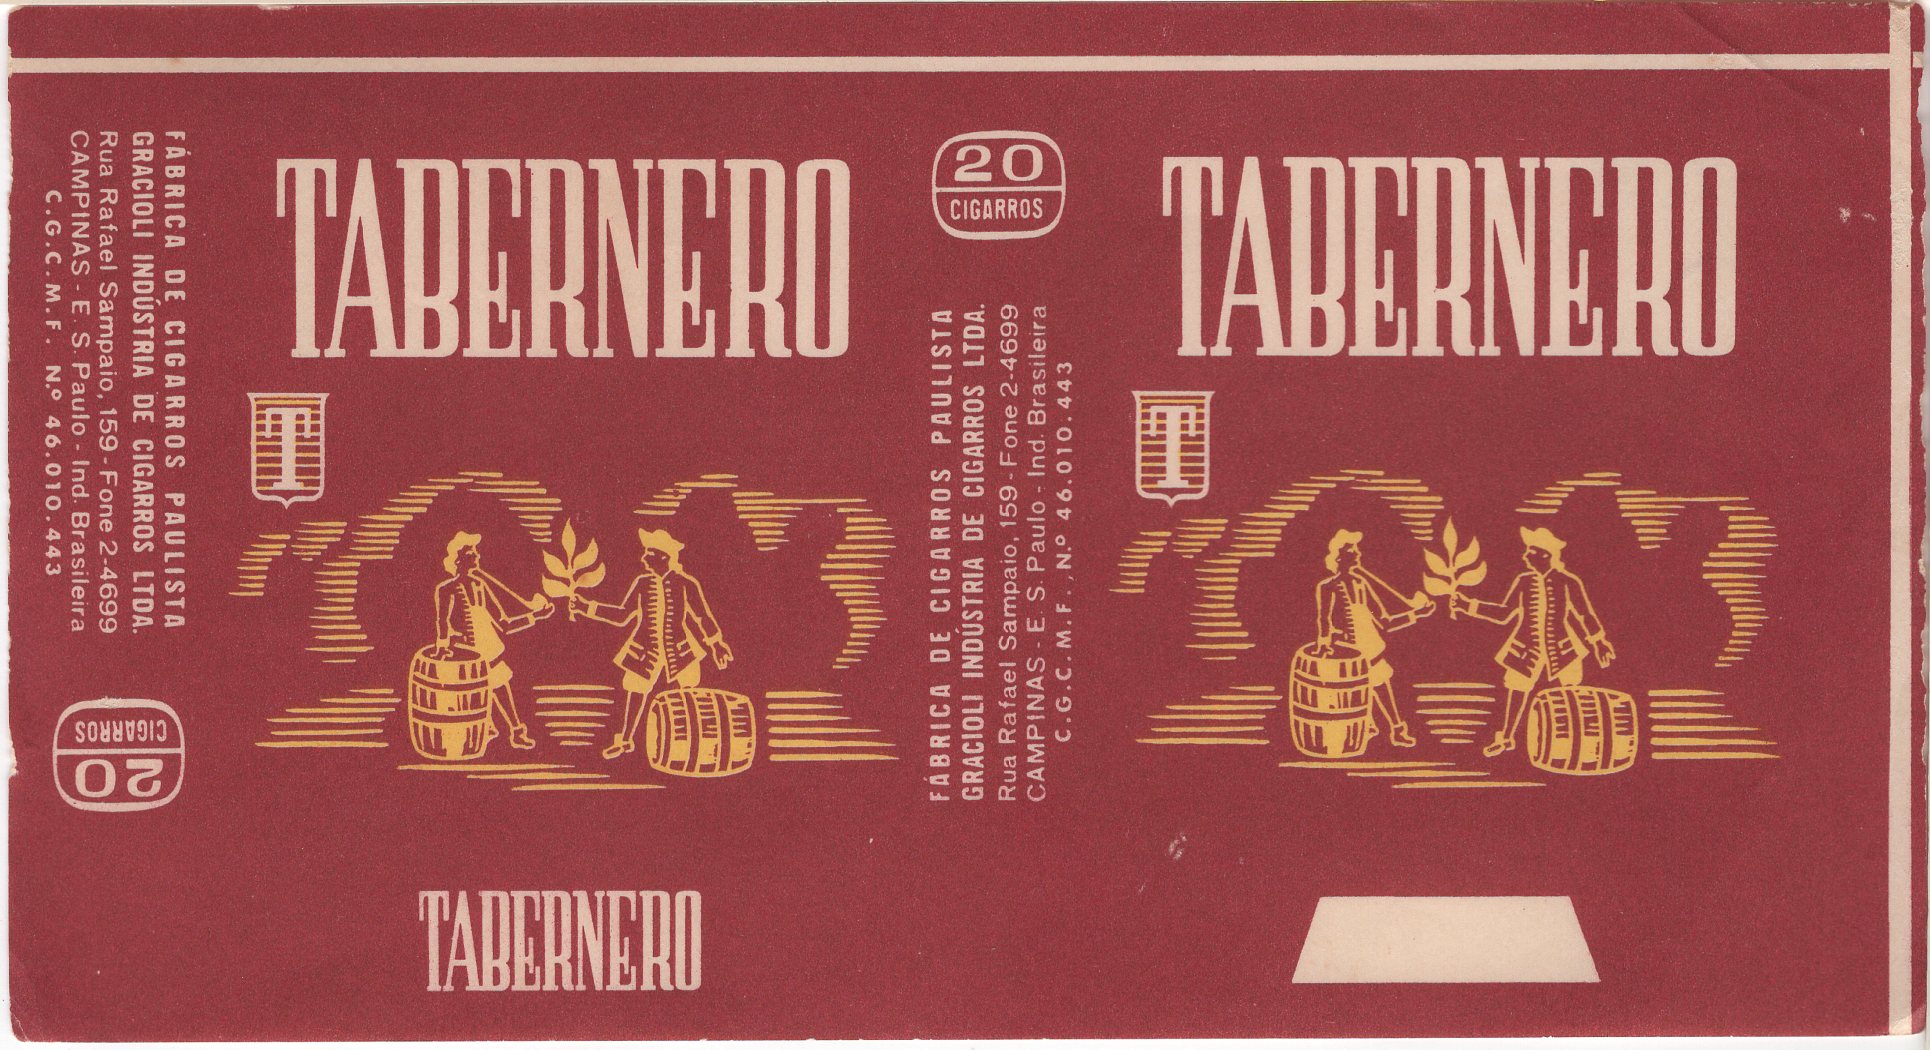 FÁBRICA DE CIGARROS PAULISTA
GRACIOLI INDÚSTRIA DE CIGARROS LTDA.
Rua Rafael Sampaio, 159 - Fone 2-4699
CAMPINAS - E. S. Paulo - Ind. Brasileira
C.G.C.M.F. N.º 46.010.443
20
CIGARROS
TABERNERO
T
TABERNERO
20
CIGARROS
FÁBRICA DE CIGARROS PAULISTA
GRACIOLI INDÚSTRIA DE CIGARROS LTDA.
Rua Rafael Sampaio, 159 - Fone 2-4699
CAMPINAS - E. S. Paulo - Ind. Brasileira
C.G.C.M.F., N.º 46.010.443
TABERNERO
T